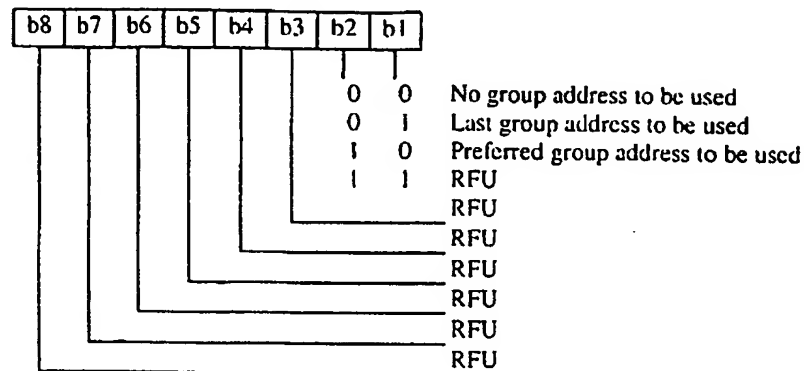 b8 b7 b6 b5 b4 b3 b2 b1
0 0 No group address to be used
0 1 Last group address to be used
1 0 Preferred group address to be used
1 1 RFU
RFU
RFU
RFU
RFU
RFU
RFU